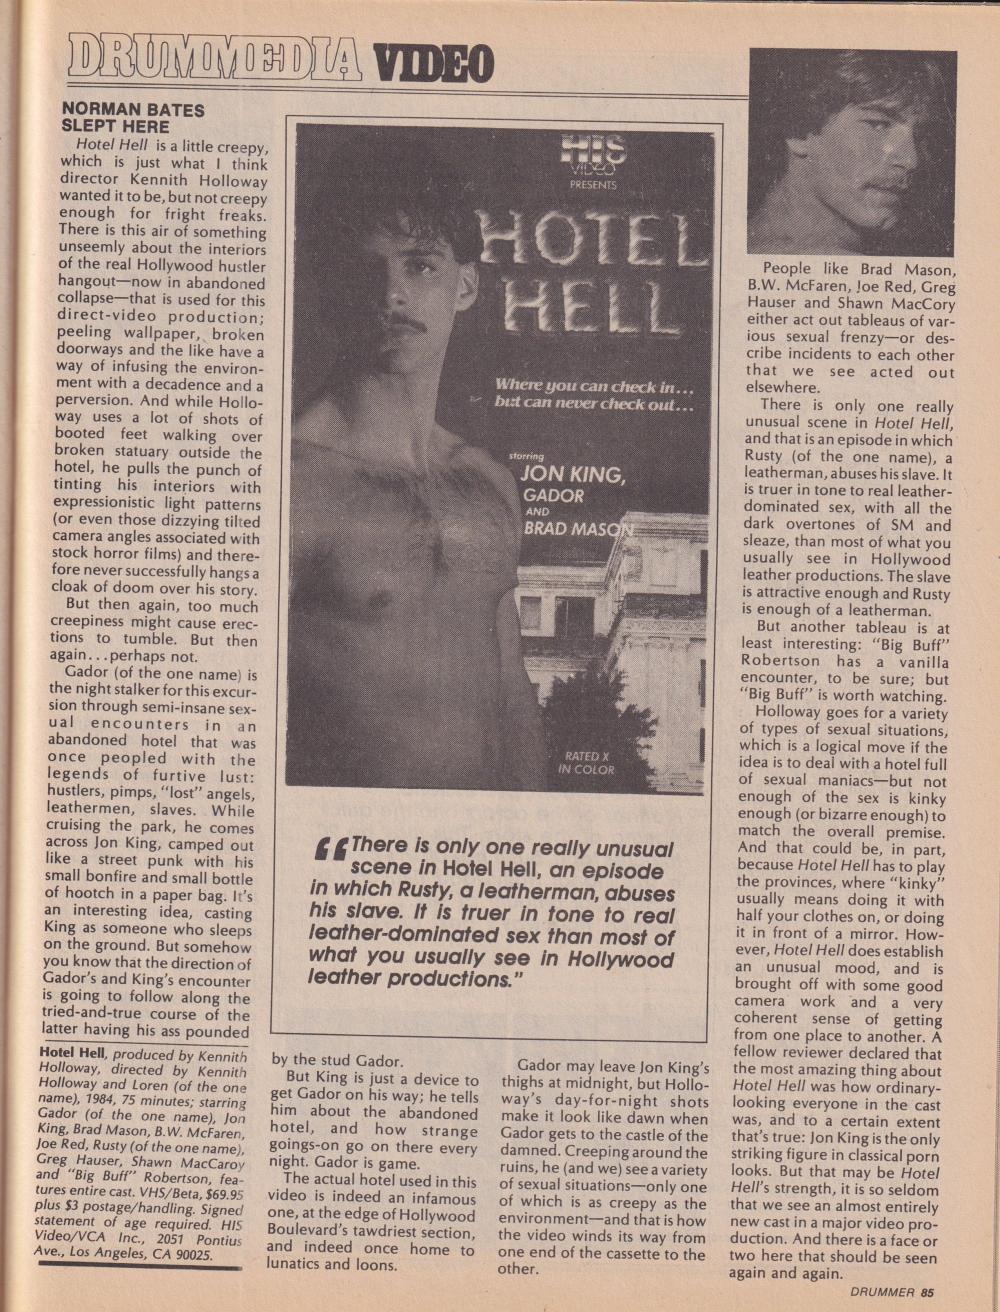 DRUMMEDIA VIDEO
NORMAN BATES
SLEPT HERE
Hotel Hell is a little creepy,
which is just what I think
director Kennith Holloway
wanted it to be, but not creepy
enough for fright freaks.
There is this air of something
unseemly about the interiors
of the real Hollywood hustler
hangout—now in abandoned
collapse—that is used for this
direct-video production;
peeling wallpaper, broken
doorways and the like have a
way of infusing the environ-
ment with a decadence and a
perversion. And while Hollo-
way uses a lot of shots of
booted feet walking over
broken statuary outside the
hotel, he pulls the punch of
tinting his interiors with
expressionistic light patterns
(or even those dizzying tilted
camera angles associated with
stock horror films) and there-
fore never successfully hangs a
cloak of doom over his story.
But then again, too much
creepiness might cause erec-
tions to tumble. But then
again...perhaps not.
Gador (of the one name) is
the night stalker for this excur-
sion through semi-insane sex-
ual encounters in an
abandoned hotel that was
once peopled with the
legends of furtive lust:
hustlers, pimps, "lost" angels,
leathermen, slaves. While
cruising the park, he comes
across Jon King, camped out
like a street punk with his
small bonfire and small bottle
of hootch in a paper bag. It's
an interesting idea, casting
King as someone who sleeps
on the ground. But somehow
you know that the direction of
Gador's and King's encounter
is going to follow along the
tried-and-true course of the
latter having his ass pounded
Hotel Hell, produced by Kennith
Holloway, directed by Kennith
Holloway and Loren (of the one
name), 1984, 75 minutes; starring
Gador (of the one name), Jon
King, Brad Mason, B.W. McFaren,
Joe Red, Rusty (of the one name),
Greg Hauser, Shawn MacCaroy
and "Big Buff" Robertson, fea-
tures entire cast. VHS/Beta, $69.95
plus $3 postage/handling. Signed
statement of age required. HIS
Video/VCA Inc., 2051 Pontius
Ave., Los Angeles, CA 90025.
HIS
VIDEO
PRESENTS
HOTEL
HELL
Where you can check in...
but can never check out...
starring
JON KING,
GADOR
AND
BRAD MASON
RATED X
IN COLOR
"There is only one really unusual
scene in Hotel Hell, an episode
in which Rusty, a leatherman, abuses
his slave. It is truer in tone to real
leather-dominated sex than most of
what you usually see in Hollywood
leather productions."
by the stud Gador.
But King is just a device to
get Gador on his way; he tells
him about the abandoned
hotel, and how strange
goings-on go on there every
night. Gador is game.
The actual hotel used in this
video is indeed an infamous
one, at the edge of Hollywood
Boulevard's tawdriest section,
and indeed once home to
lunatics and loons.
Gador may leave Jon King's
thighs at midnight, but Hollo-
way's day-for-night shots
make it look like dawn when
Gador gets to the castle of the
damned. Creeping around the
ruins, he (and we) see a variety
of sexual situations—only one
of which is as creepy as the
environment—and that is how
the video winds its way from
one end of the cassette to the
other.
People like Brad Mason,
B.W. McFaren, Joe Red, Greg
Hauser and Shawn MacCory
either act out tableaus of var-
ious sexual frenzy—or des-
cribe incidents to each other
that we see acted out
elsewhere.
There is only one really
unusual scene in Hotel Hell,
and that is an episode in which
Rusty (of the one name), a
leatherman, abuses his slave. It
is truer in tone to real leather-
dominated sex, with all the
dark overtones of SM and
sleaze, than most of what you
usually see in Hollywood
leather productions. The slave
is attractive enough and Rusty
is enough of a leatherman.
But another tableau is at
least interesting: "Big Buff"
Robertson has a vanilla
encounter, to be sure; but
"Big Buff" is worth watching.
Holloway goes for a variety
of types of sexual situations,
which is a logical move if the
idea is to deal with a hotel full
of sexual maniacs—but not
enough of the sex is kinky
enough (or bizarre enough) to
match the overall premise.
And that could be, in part,
because Hotel Hell has to play
the provinces, where "kinky"
usually means doing it with
half your clothes on, or doing
it in front of a mirror. How-
ever, Hotel Hell does establish
an unusual mood, and is
brought off with some good
camera work and a very
coherent sense of getting
from one place to another. A
fellow reviewer declared that
the most amazing thing about
Hotel Hell was how ordinary-
looking everyone in the cast
was, and to a certain extent
that's true: Jon King is the only
striking figure in classical porn
looks. But that may be Hotel
Hell's strength, it is so seldom
that we see an almost entirely
new cast in a major video pro-
duction. And there is a face or
two here that should be seen
again and again.
DRUMMER 85